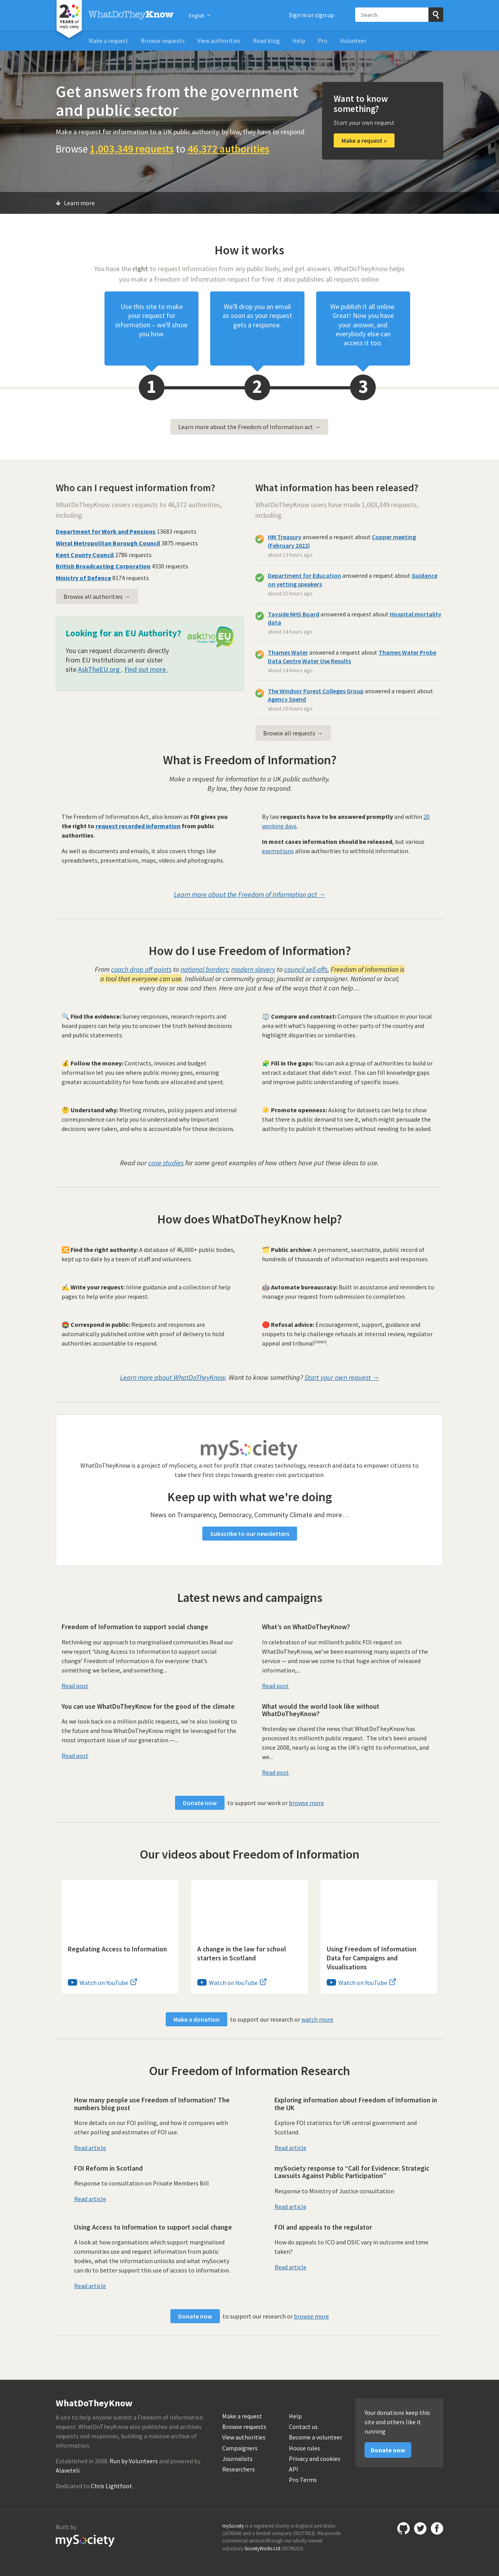 20 YEARS of my society
WhatDoTheyKnow
English
Sign in or sign up
Search
Make a request
Browse requests
View authorities
Read blog
Help
Pro
Volunteer
Get answers from the government
and public sector
Make a request for information to a UK public authority: by law, they have to respond
Browse 1,003,349 requests to 46,372 authorities
Want to know
something?
Start your own request
Make a request »
Learn more
How it works
You have the right to request information from any public body, and get answers. WhatDoTheyKnow helps
you make a Freedom of Information request for free. It also publishes all requests online.
Use this site to make
your request for
information – we'll show
you how.
We'll drop you an email
as soon as your request
gets a response.
We publish it all online.
Great! Now you have
your answer, and
everybody else can
access it too.
1
2
3
Learn more about the Freedom of Information act →
Who can I request information from?
WhatDoTheyKnow covers requests to 46,372 authorities,
including:
Department for Work and Pensions 13683 requests
Wirral Metropolitan Borough Council 3875 requests
Kent County Council 2786 requests
British Broadcasting Corporation 4330 requests
Ministry of Defence 8174 requests
Browse all authorities →
Looking for an EU Authority?
asktheEU
You can request documents directly
from EU Institutions at our sister
site AskTheEU.org . Find out more .
What information has been released?
WhatDoTheyKnow users have made 1,003,349 requests,
including:
HM Treasury answered a request about Copper meeting
(February 2022)
about 13 hours ago
Department for Education answered a request about Guidance
on vetting speakers
about 15 hours ago
Tayside NHS Board answered a request about Hospital mortality
data
about 14 hours ago
Thames Water answered a request about Thames Water Probe
Data Centre Water Use Results
about 14 hours ago
The Windsor Forest Colleges Group answered a request about
Agency Spend
about 16 hours ago
Browse all requests →
What is Freedom of Information?
Make a request for information to a UK public authority.
By law, they have to respond.
The Freedom of Information Act, also known as FOI gives you
the right to request recorded information from public
authorities.
As well as documents and emails, it also covers things like
spreadsheets, presentations, maps, videos and photographs.
By law requests have to be answered promptly and within 20
working days.
In most cases information should be released, but various
exemptions allow authorities to withhold information.
Learn more about the Freedom of Information act →
How do I use Freedom of Information?
From coach drop off points to national borders; modern slavery to council sell-offs, Freedom of Information is
a tool that everyone can use. Individual or community group; journalist or campaigner. National or local;
every day or now and then. Here are just a few of the ways that it can help…
Find the evidence: Survey responses, research reports and
board papers can help you to uncover the truth behind decisions
and public statements.
Compare and contrast: Compare the situation in your local
area with what's happening in other parts of the country and
highlight disparities or similarities.
Follow the money: Contracts, invoices and budget
information let you see where public money goes, ensuring
greater accountability for how funds are allocated and spent.
Fill in the gaps: You can ask a group of authorities to build or
extract a dataset that didn't exist. This can fill knowledge gaps
and improve public understanding of specific issues.
Understand why: Meeting minutes, policy papers and internal
correspondence can help you to understand why important
decisions were taken, and who is accountable for those decisions.
Promote openness: Asking for datasets can help to show
that there is public demand to see it, which might persuade the
authority to publish it themselves without needing to be asked.
Read our case studies for some great examples of how others have put these ideas to use.
How does WhatDoTheyKnow help?
Find the right authority: A database of 46,000+ public bodies,
kept up to date by a team of staff and volunteers.
Public archive: A permanent, searchable, public record of
hundreds of thousands of information requests and responses.
Write your request: Inline guidance and a collection of help
pages to help write your request.
Automate bureaucracy: Built in assistance and reminders to
manage your request from submission to completion.
Correspond in public: Requests and responses are
automatically published online with proof of delivery to hold
authorities accountable to record.
Refusal advice: Encouragement, support, guidance and
snippets to help challenge refusals at internal review, regulator
appeal and tribunal
Learn more about WhatDoTheyKnow. Want to know something? Start your own request →
mySociety
WhatDoTheyKnow is a project of mySociety, a not for profit that creates technology, research and data to empower citizens to
take their first steps towards greater civic participation.
Keep up with what we're doing
News on Transparency, Democracy, Community Climate and more…
Subscribe to our newsletters
Latest news and campaigns
Freedom of Information to support social change
Rethinking our approach to marginalised communities Read our
new report 'Using Access to Information to support social
change' Freedom of information is for everyone: that's
something we believe, and something...
Read post
What's on WhatDoTheyKnow?
In celebration of our millionth public FOI request on
WhatDoTheyKnow, we've been examining many aspects of the
service — and now we come to that huge archive of released
information,...
Read post
You can use WhatDoTheyKnow for the good of the climate
As we look back on a million public requests, we're also looking to
the future and how WhatDoTheyKnow might be leveraged for the
most important issue of our generation —...
Read post
What would the world look like without
WhatDoTheyKnow?
Yesterday we shared the news that WhatDoTheyKnow has
processed its millionth public request. The site's been around
since 2008, nearly as long as the UK's right to information, and
we...
Read post
Donate now to support our work or browse more
Our videos about Freedom of Information
Regulating Access to Information
Watch on YouTube
A change in the law for school
starters in Scotland
Watch on YouTube
Using Freedom of Information
Data for Campaigns and
Visualisations
Watch on YouTube
Make a donation to support our research or watch more
Our Freedom of Information Research
How many people use Freedom of Information? The
numbers blog post
More details on our FOI polling, and how it compares with
other polling and estimates of FOI use.
Read article
Exploring information about Freedom of Information in
the UK
Explore FOI statistics for UK central government and
Scotland.
Read article
FOI Reform in Scotland
Response to consultation on Private Members Bill
Read article
mySociety response to “Call for Evidence: Strategic
Lawsuits Against Public Participation”
Response to Ministry of Justice consultation
Read article
Using Access to Information to support social change
A look at how organisations which support marginalised
communities use and request information from public
bodies, what the information unlocks and what mySociety
can do to better support this use of access to information.
Read article
FOI and appeals to the regulator
How do appeals to ICO and OSIC vary in outcome and time
taken?
Read article
Donate now to support our research or browse more
WhatDoTheyKnow
A site to help anyone submit a Freedom of Information
request. WhatDoTheyKnow also publishes and archives
requests and responses, building a massive archive of
information.
Established in 2008. Run by Volunteers and powered by
Alaveteli.
Dedicated to Chris Lightfoot.
Make a request
Browse requests
View authorities
Campaigners
Journalists
Researchers
Help
Contact us
Become a volunteer
House rules
Privacy and cookies
API
Pro Terms
Your donations keep this
site and others like it
running
Donate now
Built by
mySociety
mySociety is a registered charity in England and Wales
(1076346) and a limited company (03277032). We provide
commercial services through our wholly owned
subsidiary SocietyWorks Ltd (05798215).